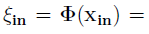 ξin = Φ(xin) =